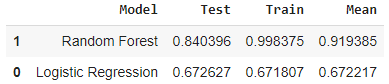 Model Test Train Mean
1 Random Forest 0.840396 0.998375 0.919385
0 Logistic Regression 0.672627 0.671807 0.672217